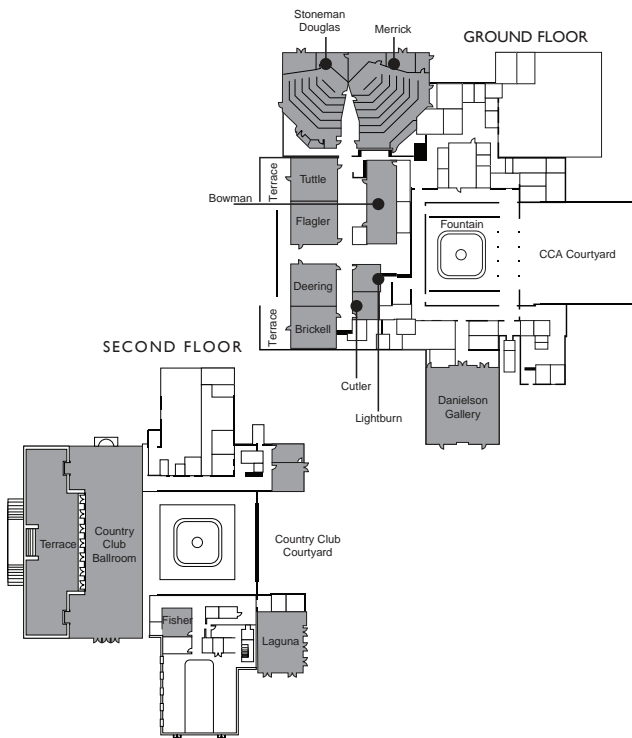 Stoneman
Douglas
Merrick
GROUND FLOOR
Terrace
Tuttle
Bowman
Flagler
Fountain
CCA Courtyard
Deering
Terrace
Brickell
SECOND FLOOR
Cutler
Lightburn
Danielson
Gallery
Terrace
Country
Club
Ballroom
Country Club
Courtyard
Fisher
Laguna